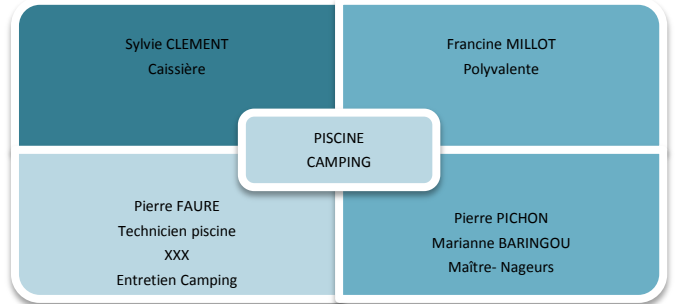 Sylvie CLEMENT
Caissière
Francine MILLOT
Polyvalente
PISCINE
CAMPING
Pierre FAURE
Technicien piscine
XXX
Entretien Camping
Pierre PICHON
Marianne BARINGOU
Maître- Nageurs